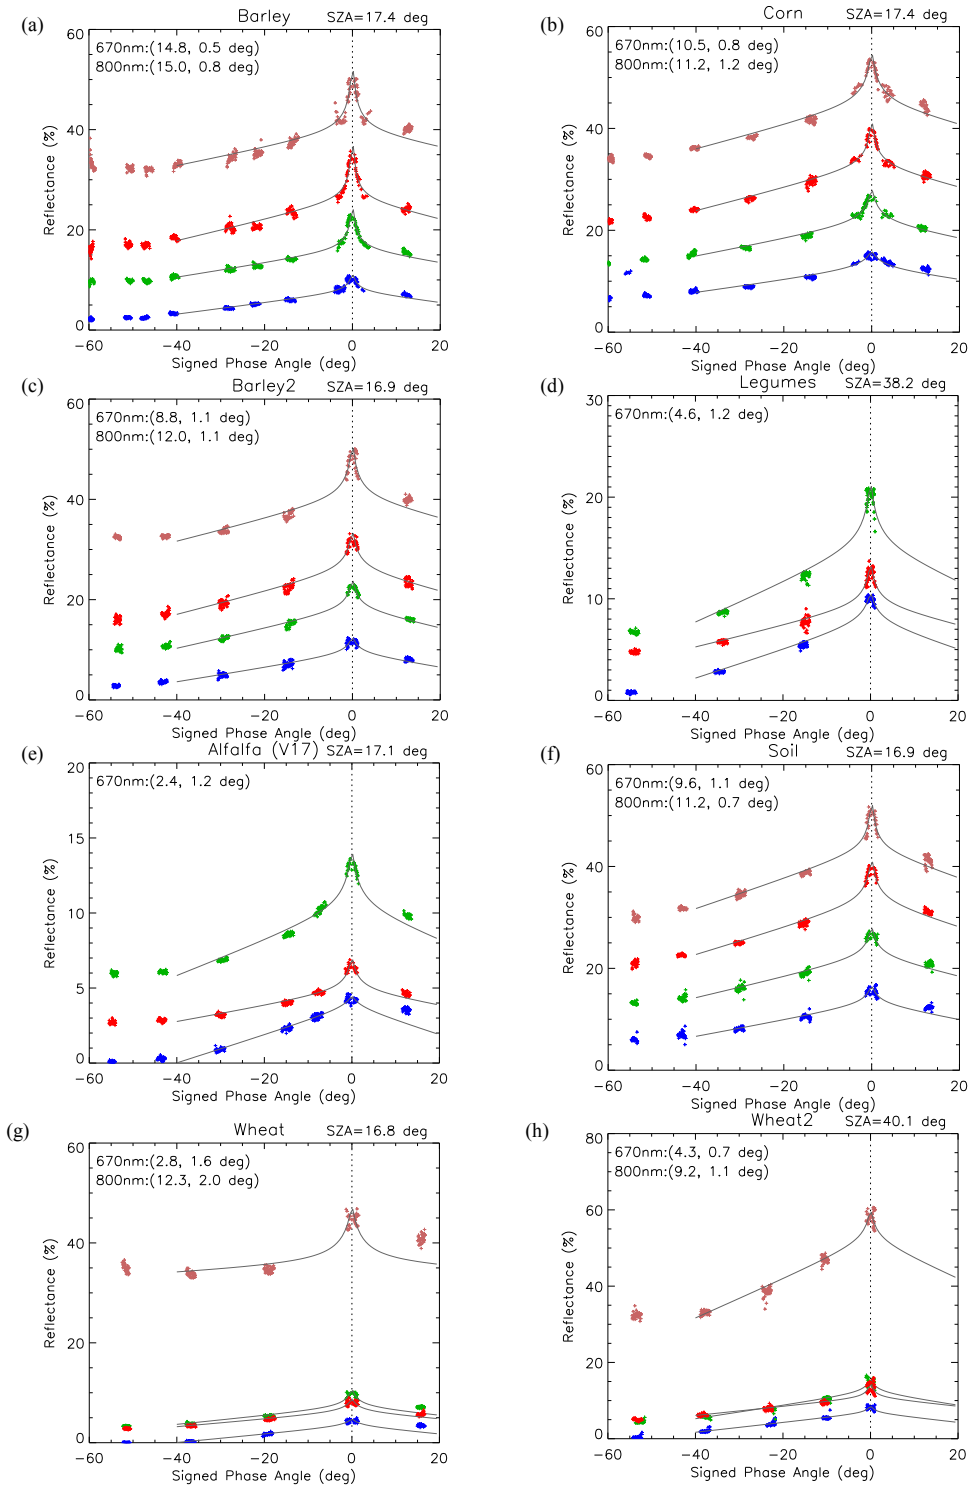 (a) Barley SZA=17.4 deg
670nm:(14.8, 0.5 deg)
800nm:(15.0, 0.8 deg)
Reflectance (%)
60
40
20
0
-60 -40 -20 0 20
Signed Phase Angle (deg)
(b) Corn SZA=17.4 deg
670nm:(10.5, 0.8 deg)
800nm:(11.2, 1.2 deg)
Reflectance (%)
60
40
20
0
-60 -40 -20 0 20
Signed Phase Angle (deg)
(c) Barley2 SZA=16.9 deg
670nm:(8.8, 1.1 deg)
800nm:(12.0, 1.1 deg)
Reflectance (%)
60
40
20
0
-60 -40 -20 0 20
Signed Phase Angle (deg)
(d) Legumes SZA=38.2 deg
670nm:(4.6, 1.2 deg)
Reflectance (%)
30
20
10
0
-60 -40 -20 0 20
Signed Phase Angle (deg)
(e) Alfalfa (V17) SZA=17.1 deg
670nm:(2.4, 1.2 deg)
Reflectance (%)
20
15
10
5
0
-60 -40 -20 0 20
Signed Phase Angle (deg)
(f) Soil SZA=16.9 deg
670nm:(9.6, 1.1 deg)
800nm:(11.2, 0.7 deg)
Reflectance (%)
60
40
20
0
-60 -40 -20 0 20
Signed Phase Angle (deg)
(g) Wheat SZA=16.8 deg
670nm:(2.8, 1.6 deg)
800nm:(12.3, 2.0 deg)
Reflectance (%)
60
40
20
0
-60 -40 -20 0 20
Signed Phase Angle (deg)
(h) Wheat2 SZA=40.1 deg
670nm:(4.3, 0.7 deg)
800nm:(9.2, 1.1 deg)
Reflectance (%)
80
60
40
20
0
-60 -40 -20 0 20
Signed Phase Angle (deg)